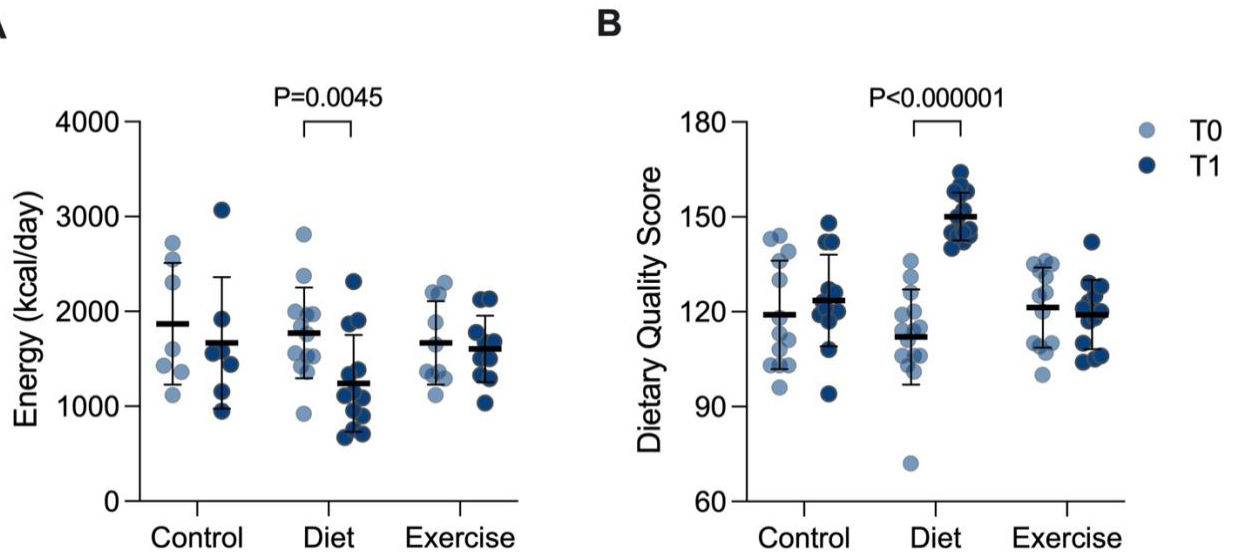 A
B
P=0.0045
P<0.000001
4000
3000
2000
1000
0
Energy (kcal/day)
Control
Diet
Exercise
180
150
120
90
60
Dietary Quality Score
Control
Diet
Exercise
T0
T1